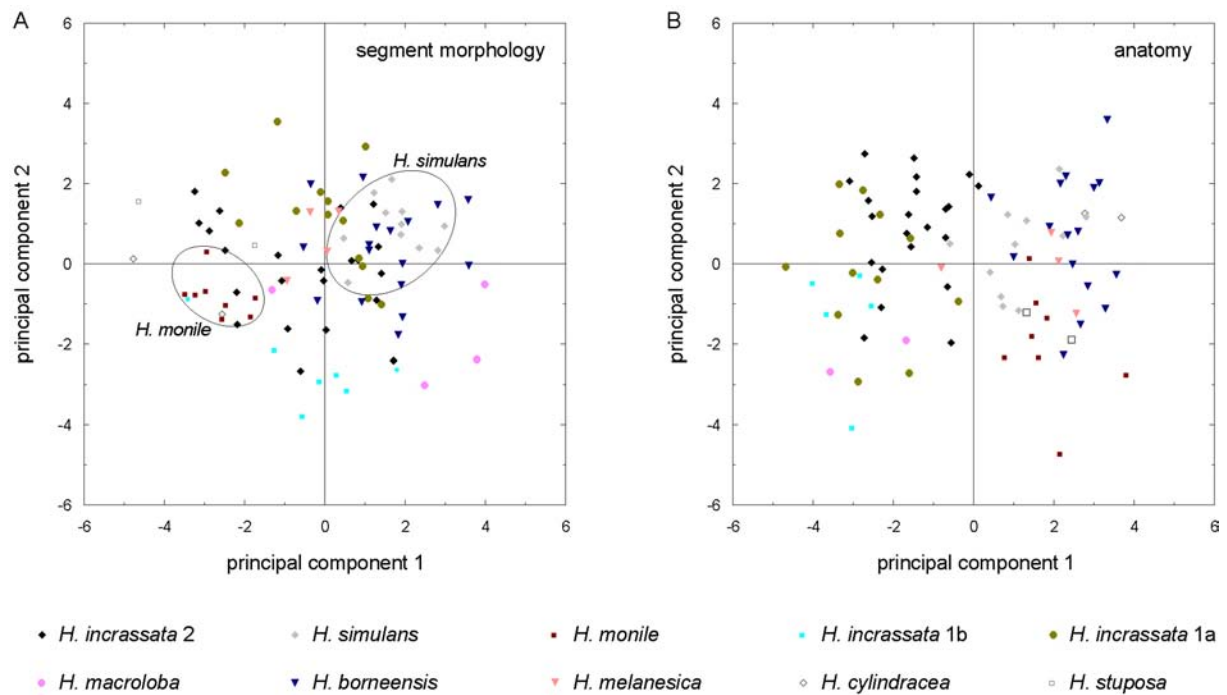 A
B
segment morphology
anatomy
H. simulans
H. monile
6
4
2
0
-2
-4
-6
principal component 2
-6
-4
-2
0
2
4
6
principal component 1
6
4
2
0
-2
-4
-6
principal component 2
-6
-4
-2
0
2
4
6
principal component 1
H. incrassata 2
H. simulans
H. monile
H. incrassata 1b
H. incrassata 1a
H. macroloba
H. borneensis
H. melanesica
H. cylindracea
H. stuposa